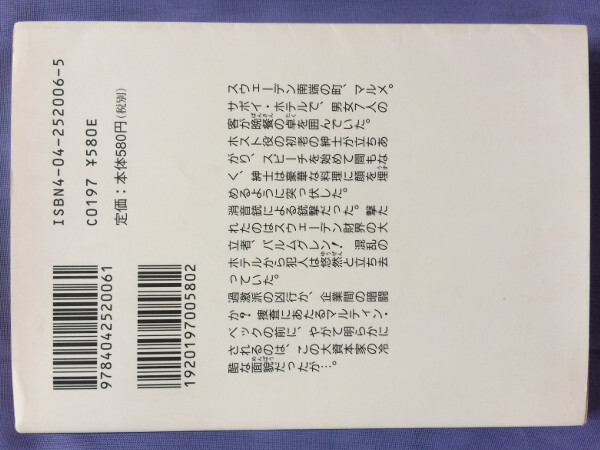 スウェーデン南端の町、マルメ。
サボイ・ホテルで、男女7人の
客が晩餐の卓を囲んでいた。
ホスト役の初老の紳士が立ちあ
がり、スピーチを始めて間もな
く、紳士は豪華な料理に顔を埋
めるように突っ伏した。
消音銃による銃撃だった。撃た
れたのはスウェーデン財界の大
立者、パルムグレン！ 混乱の
ホテルから犯人は悠然と立ち去
っていた。
過激派の凶行か、企業間の暗闘
か？ 捜査にあたるマルティン・
ベックの前に、やがて明らかに
されるのは、この大資本家の冷
酷な面貌だったが…。
ISBN4-04-252006-5
C0197 ¥580E
定価：本体580円（税別）
9784042520061
1920197005802